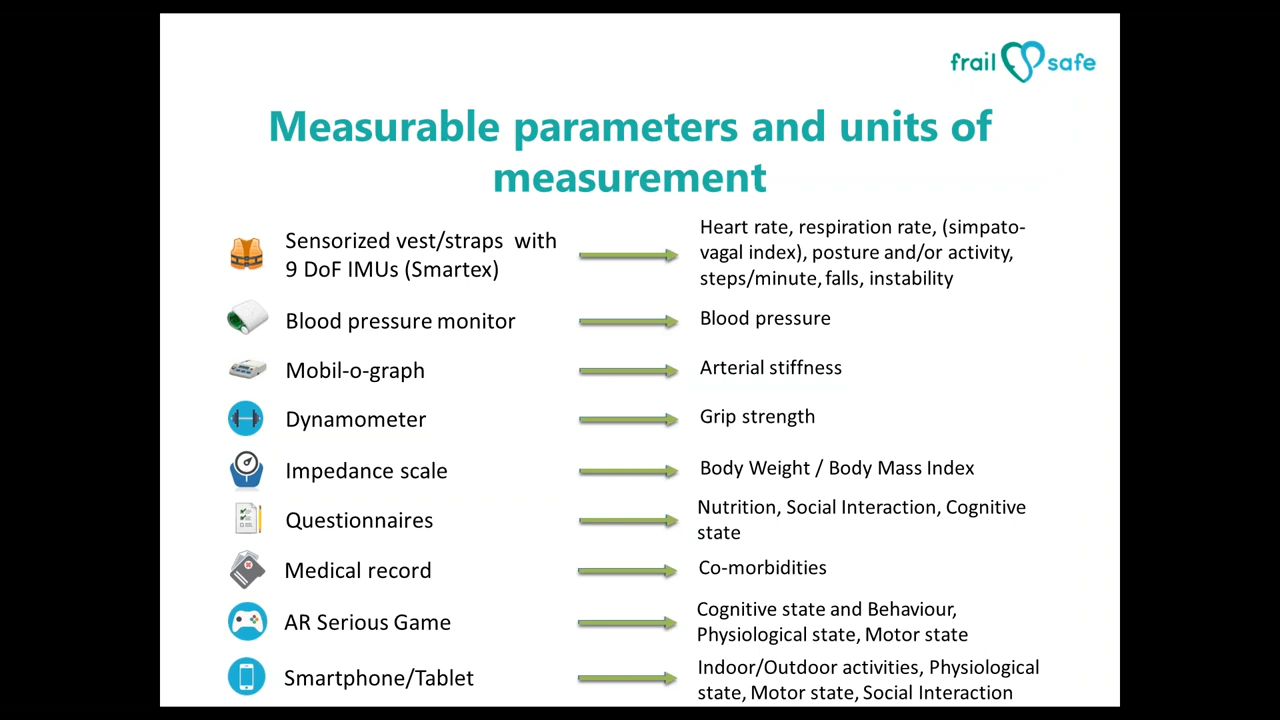 frail safe
Measurable parameters and units of
measurement
Sensorized vest/straps with
9 DoF IMUs (Smartex)
Heart rate, respiration rate, (simpato-
vagal index), posture and/or activity,
steps/minute, falls, instability
Blood pressure monitor
Blood pressure
Mobil-o-graph
Arterial stiffness
Dynamometer
Grip strength
Impedance scale
Body Weight / Body Mass Index
Questionnaires
Nutrition, Social Interaction, Cognitive
state
Medical record
Co-morbidities
AR Serious Game
Cognitive state and Behaviour,
Physiological state, Motor state
Smartphone/Tablet
Indoor/Outdoor activities, Physiological
state, Motor state, Social Interaction